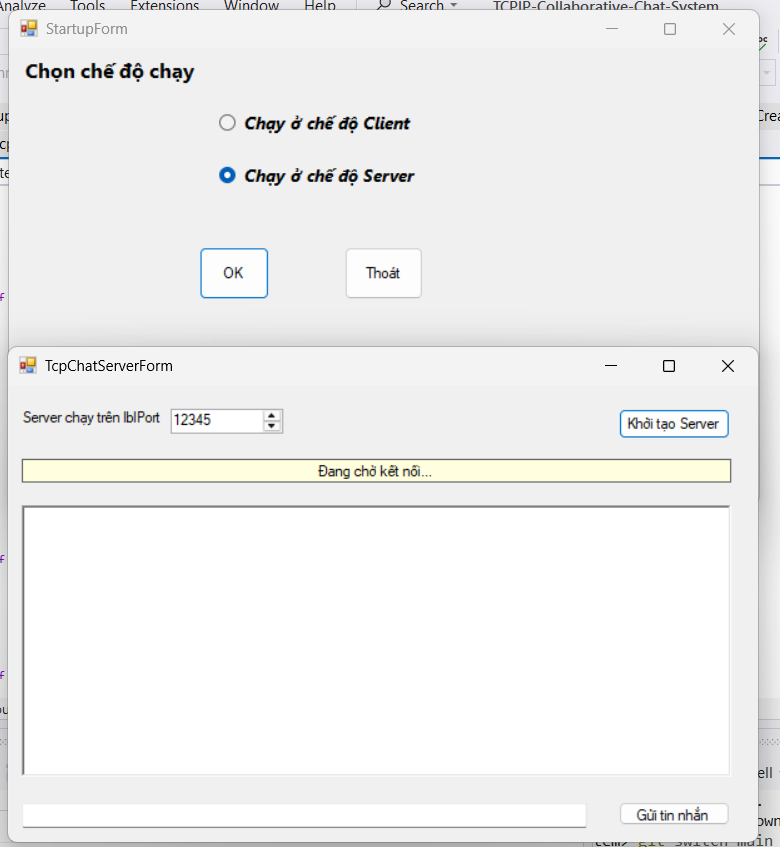 Analyze Tools Extensions Window Help Search TCPIP-Collaborative-Chat-System
StartupForm
Chọn chế độ chạy
Chạy ở chế độ Client
Chạy ở chế độ Server
OK Thoát
TcpChatServerForm
Server chạy trên lblPort 12345 Khởi tạo Server
Đang chờ kết nối...
Gửi tin nhắn
git switch main